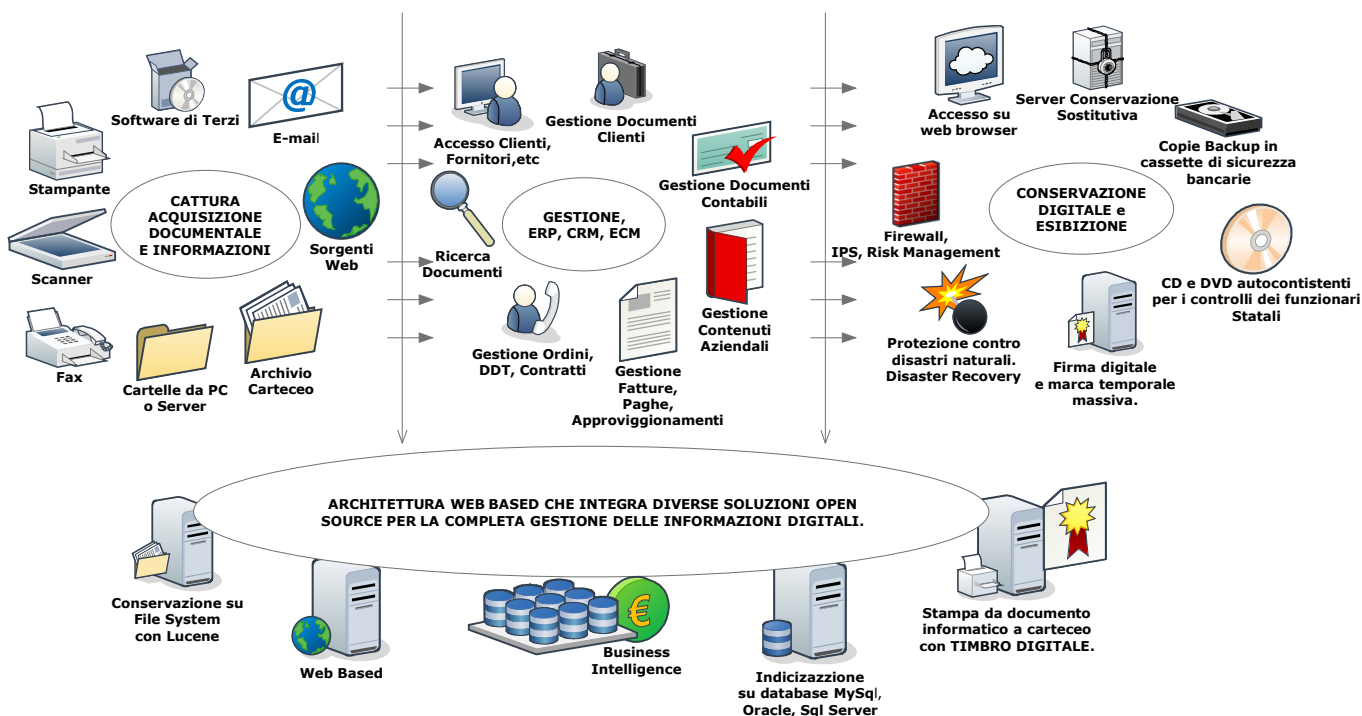 Software di Terzi
@
E-mail
Stampante
CATTURA
ACQUISIZIONE
DOCUMENTALE
E INFORMAZIONI
Sorgenti
Web
Scanner
Fax
Cartelle da PC
o Server
Archivio
Carteceo
Accesso Clienti,
Fornitori,etc
Gestione Documenti
Clienti
Gestione Documenti
Contabili
GESTIONE,
ERP, CRM, ECM
Ricerca
Documenti
Gestione
Contenuti
Aziendali
Gestione Ordini,
DDT, Contratti
Gestione
Fatture,
Paghe,
Approviggionamenti
Accesso su
web browser
Server Conservazione
Sostitutiva
Copie Backup in
cassette di sicurezza
bancarie
CONSERVAZIONE
DIGITALE e
ESIBIZIONE
Firewall,
IPS, Risk Management
CD e DVD autocontistenti
per i controlli dei funzionari
Statali
Protezione contro
disastri naturali.
Disaster Recovery
Firma digitale
e marca temporale
massiva.
ARCHITETTURA WEB BASED CHE INTEGRA DIVERSE SOLUZIONI OPEN
SOURCE PER LA COMPLETA GESTIONE DELLE INFORMAZIONI DIGITALI.
Conservazione su
File System
con Lucene
Web Based
€
Business
Intelligence
Indicizazzione
su database MySql,
Oracle, Sql Server
Stampa da documento
informatico a carteceo
con TIMBRO DIGITALE.